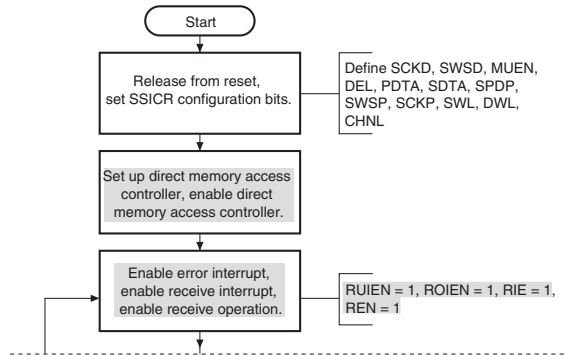 Start
Release from reset,
set SSICR configuration bits.
Define SCKD, SWSD, MUEN,
DEL, PDTA, SDTA, SPDP,
SWSP, SCKP, SWL, DWL,
CHNL
Set up direct memory access
controller, enable direct
memory access controller.
Enable error interrupt,
enable receive interrupt,
enable receive operation.
RUIEN = 1, ROIEN = 1, RIE = 1,
REN = 1